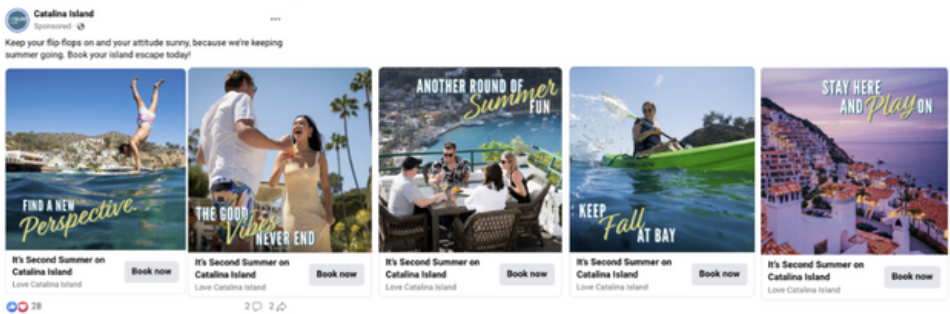 Catalina Island
Sponsored ·
Keep your flip-flops on and your attitude sunny, because we're keeping
summer going. Book your island escape today!
FIND A NEW
Perspective.
It's Second Summer on
Catalina Island
Love Catalina Island
Book now
THE GOOD
Vibes
NEVER END
It's Second Summer on
Catalina Island
Love Catalina Island
Book now
ANOTHER ROUND OF
Summer
FUN
It's Second Summer on
Catalina Island
Love Catalina Island
Book now
KEEP
Fall
AT BAY
It's Second Summer on
Catalina Island
Love Catalina Island
Book now
STAY HERE
AND Play ON
It's Second Summer on
Catalina Island
Love Catalina Island
Book now
28
2
2